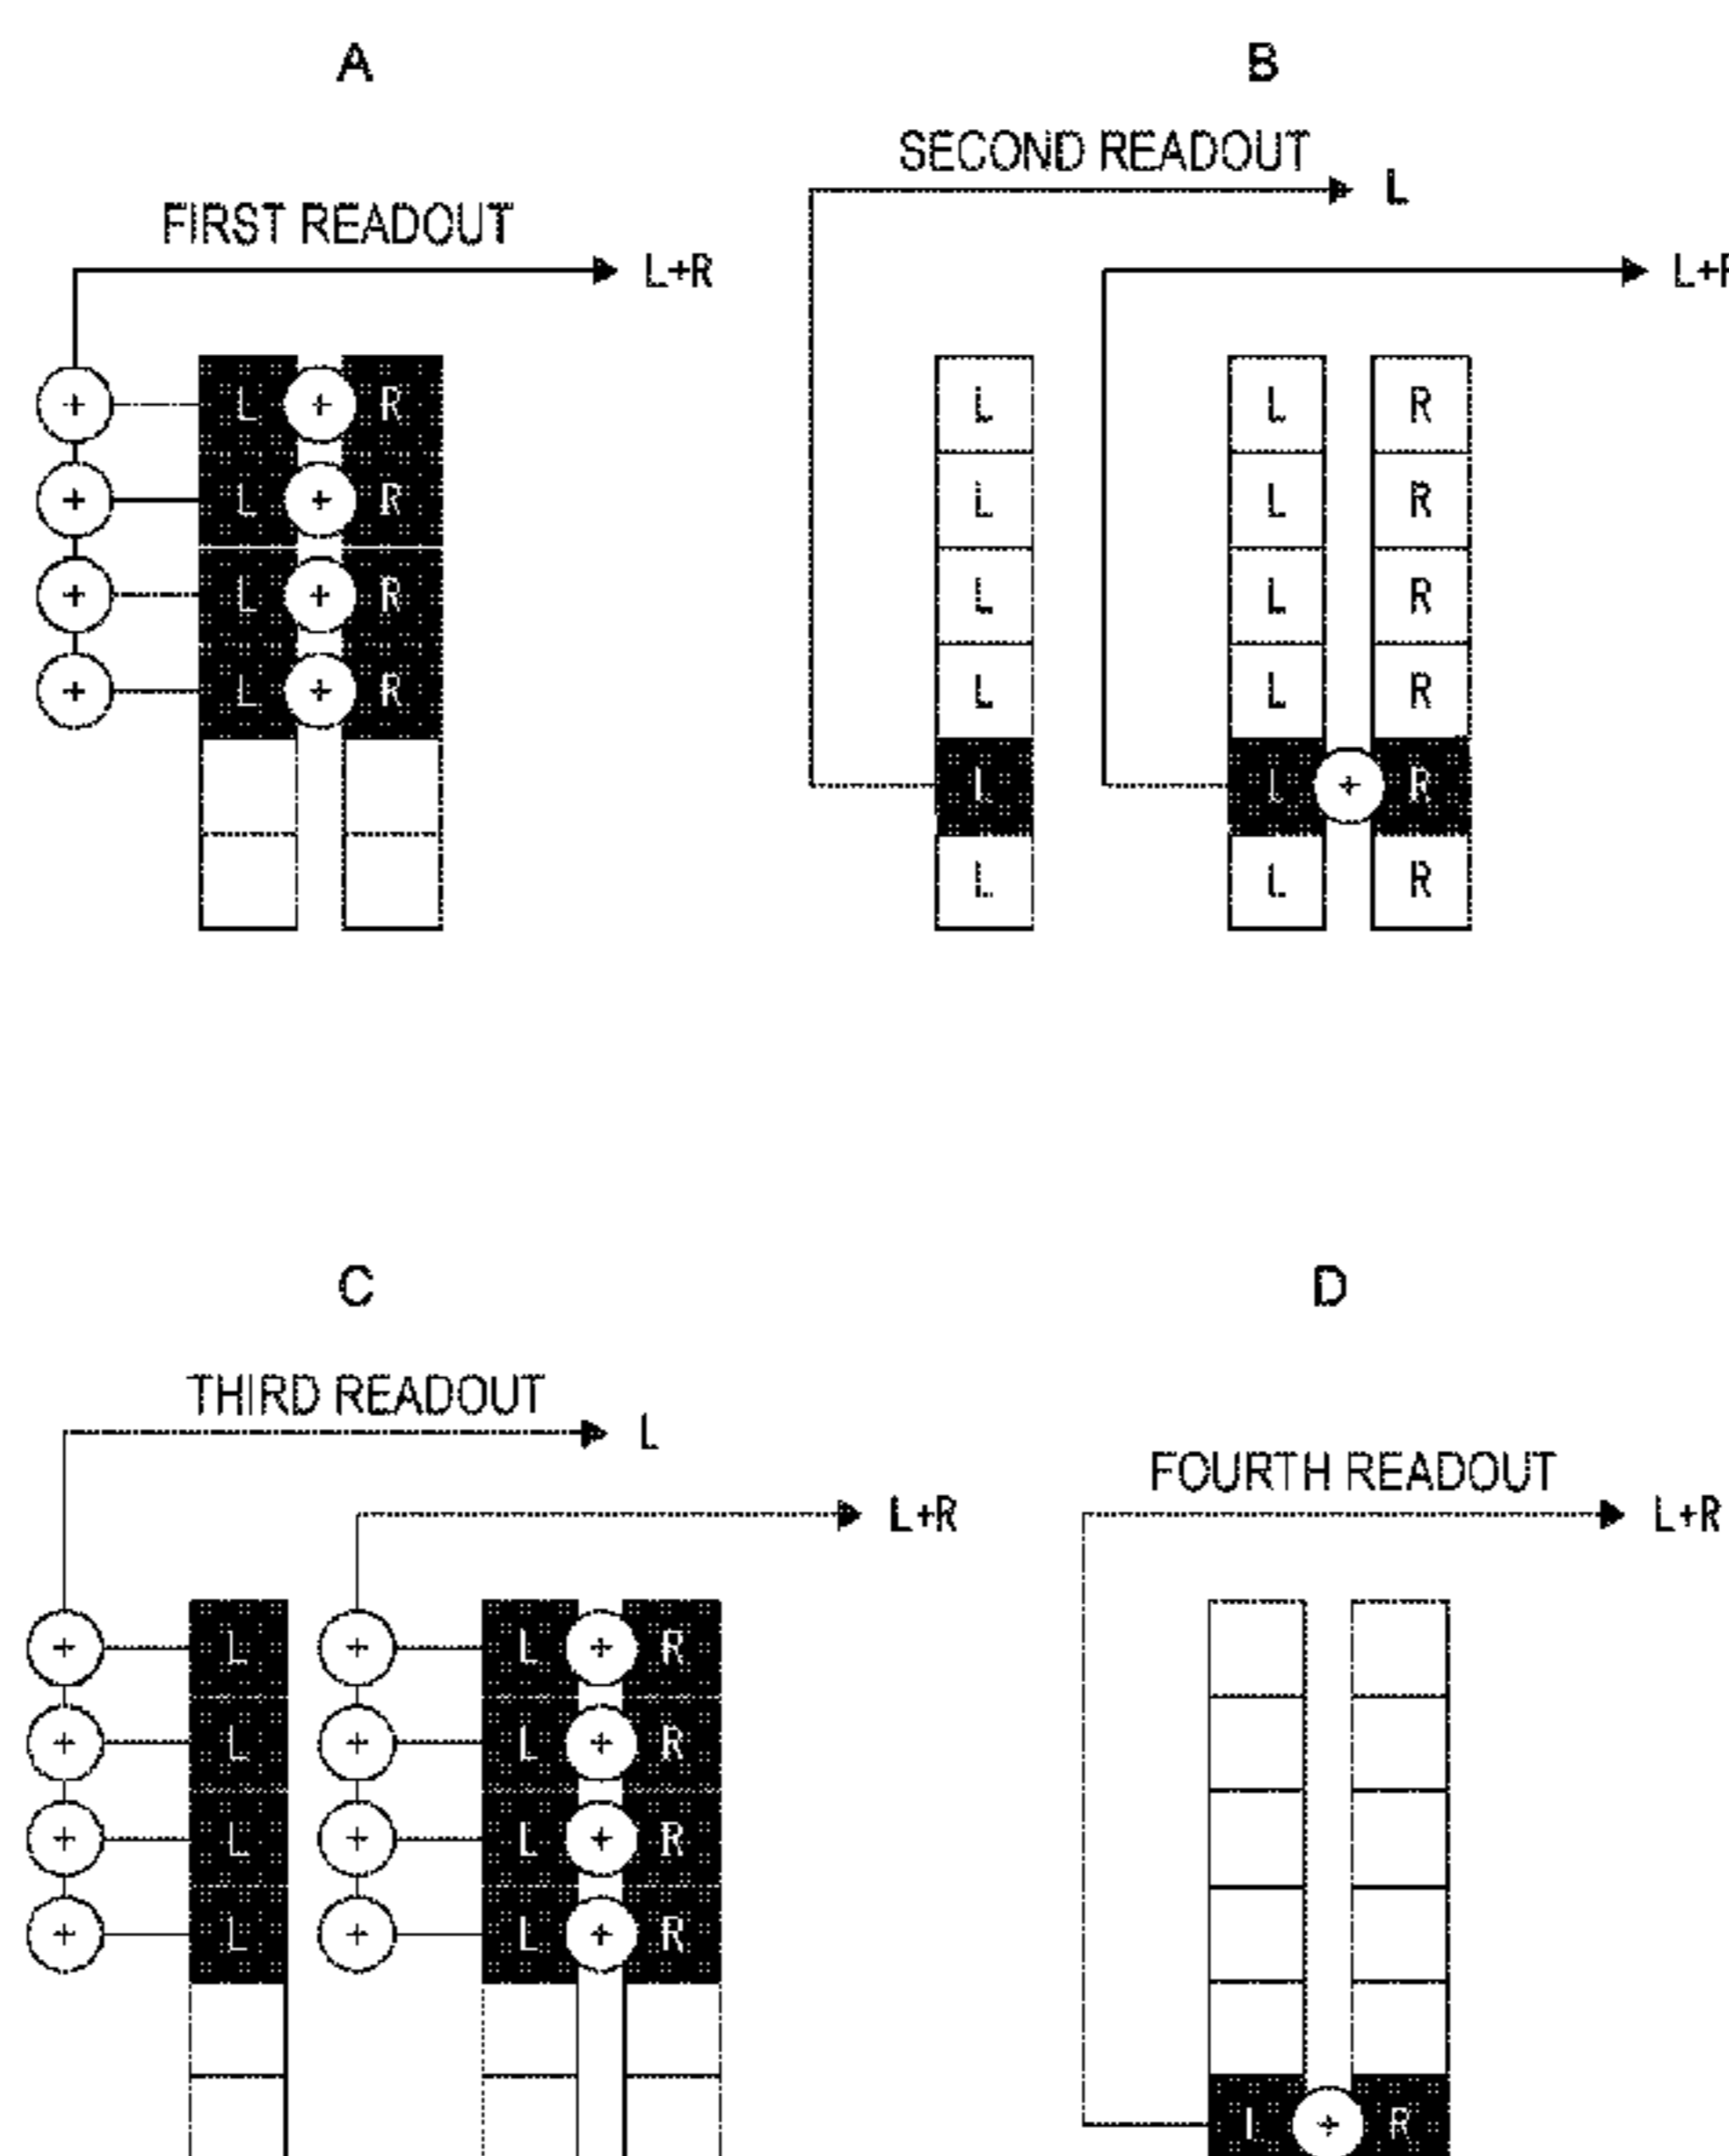 A
B
SECOND READOUT
L
FIRST READOUT
L+R
L+R
L + R
L
L
R
L + R
L
L
R
L + R
L
L
R
L + R
L
L
R
L
L + R
L
L
R
C
D
THIRD READOUT
L
FOURTH READOUT
L+R
L+R
+ L + L + R
+ L + L + R
+ L + L + R
+ L + L + R
L + R